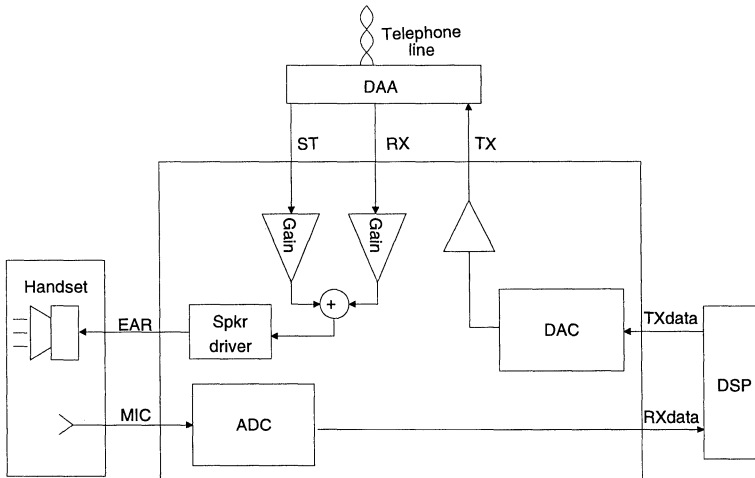 Telephone
line
DAA
ST
RX
TX
Gain
Gain
Handset
+
EAR
Spkr
driver
DAC
TXdata
DSP
MIC
ADC
RXdata